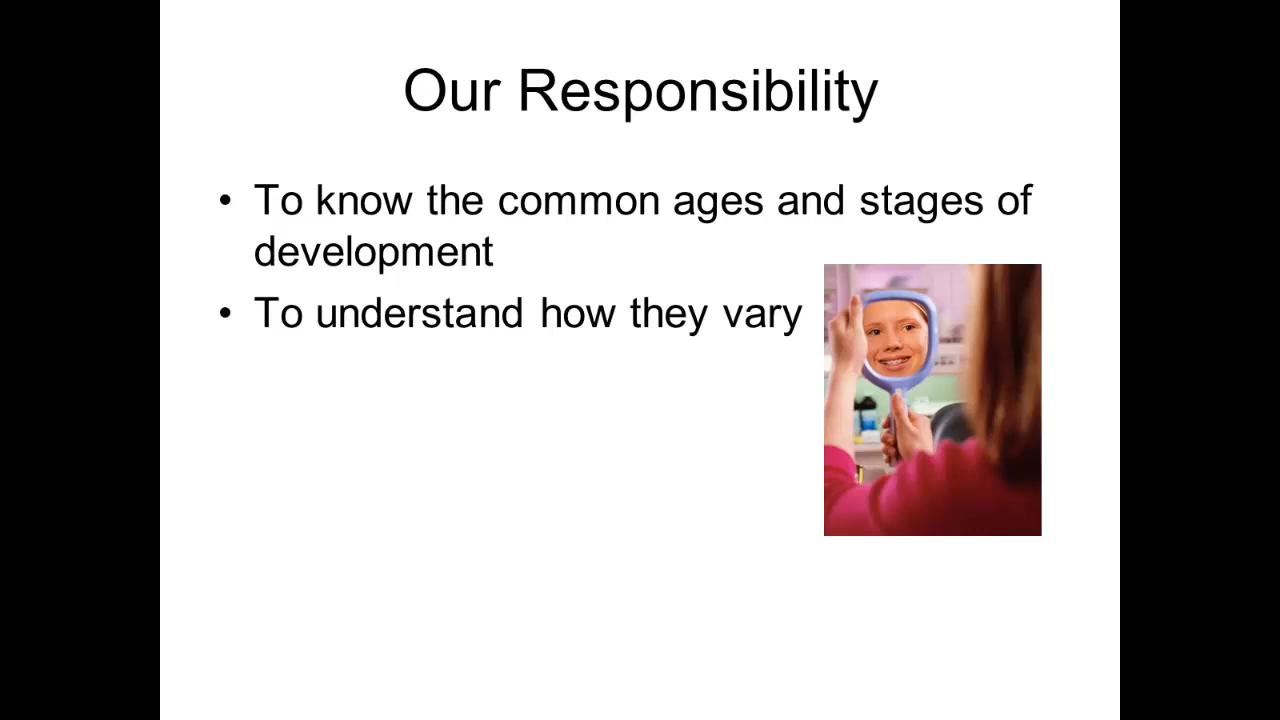 Our Responsibility
• To know the common ages and stages of
development
• To understand how they vary